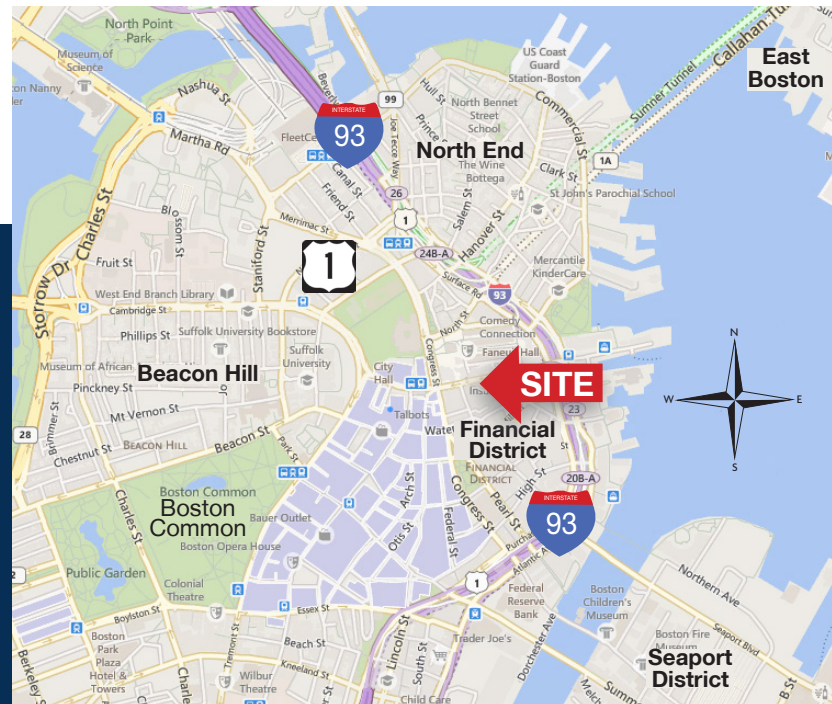 North Point
Park
Museum of
Science
Nashua St
Martha Rd
99
Hull St
Joe Tecce Way
INTERSTATE
93
Canal St
Friend St
26
Merrimac St
1
US Coast
Guard
Station-Boston
North Bennet
Street
School
Commercial St
North End
The Wine
Bottega
Clark St
1A
St John's Parochial School
Salem St
Hanover St
Sumner Tunnel
East
Boston
24B-A
Surface Rd
Mercantile
KinderCare
93
Storrow Dr
Charles St
Blossom St
Fruit St
Staniford St
1
West End Branch Library
Cambridge St
Phillips St
Suffolk University Bookstore
Museum of African
Suffolk
University
Beacon Hill
Pinckney St
Mt Vernon St
Brimmer St
28
Chestnut St
BEACON HILL
Beacon St
Park St
City
Hall
Congress St
North St
Comedy
Connection
Faneuil Hall
SITE
23
Talbots
Financial
District
FINANCIAL
DISTRICT
High St
20B-A
N
W
E
S
Boston Common
Boston
Common
Charles St
Public Garden
Bauer Outlet
Boston Opera House
Colonial
Theatre
Arch St
Otis St
Federal St
Congress St
Pearl St
INTERSTATE
93
1
Boylston St
Essex St
Tremont St
Beach St
Kneeland St
Boston
Park
Plaza
Hotel &
Towers
Berkeley St
Wilbur
Theatre
Lincoln St
South St
Child Care
Trader Joe's
Federal
Reserve
Bank
Dorchester Ave
Boston
Children's
Museum
Northern Ave
Seaport Blvd
Boston Fire
Museum
Seaport
District
B St